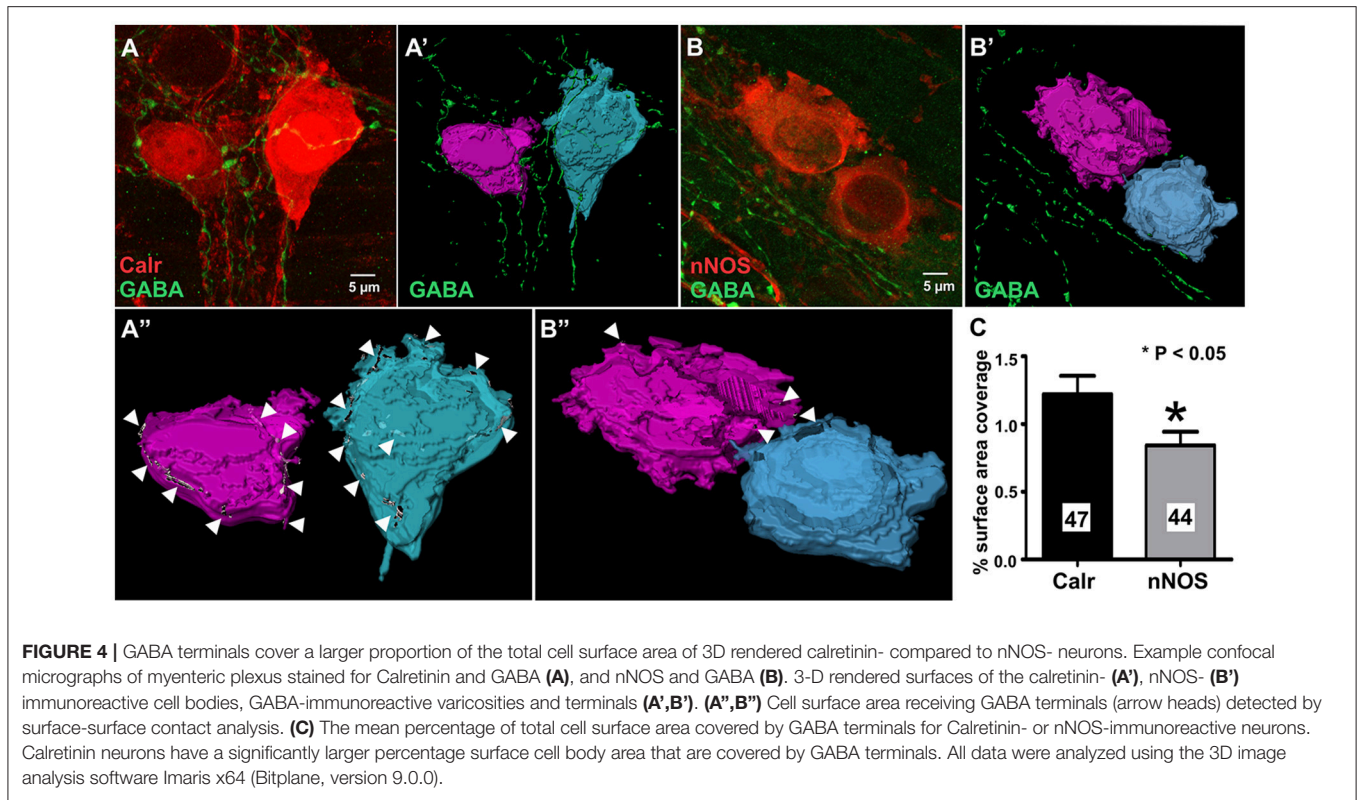 A
A'
B
B'
Calr
GABA
5 µm
GABA
nNOS
GABA
5 µm
GABA
A"
B"
C
* P < 0.05
% surface area coverage
1.5
1.0
0.5
0.0
*
47
44
Calr
nNOS
FIGURE 4 | GABA terminals cover a larger proportion of the total cell surface area of 3D rendered calretinin- compared to nNOS- neurons. Example confocal
micrographs of myenteric plexus stained for Calretinin and GABA (A), and nNOS and GABA (B). 3-D rendered surfaces of the calretinin- (A'), nNOS- (B')
immunoreactive cell bodies, GABA-immunoreactive varicosities and terminals (A',B'). (A",B") Cell surface area receiving GABA terminals (arrow heads) detected by
surface-surface contact analysis. (C) The mean percentage of total cell surface area covered by GABA terminals for Calretinin- or nNOS-immunoreactive neurons.
Calretinin neurons have a significantly larger percentage surface cell body area that are covered by GABA terminals. All data were analyzed using the 3D image
analysis software Imaris x64 (Bitplane, version 9.0.0).